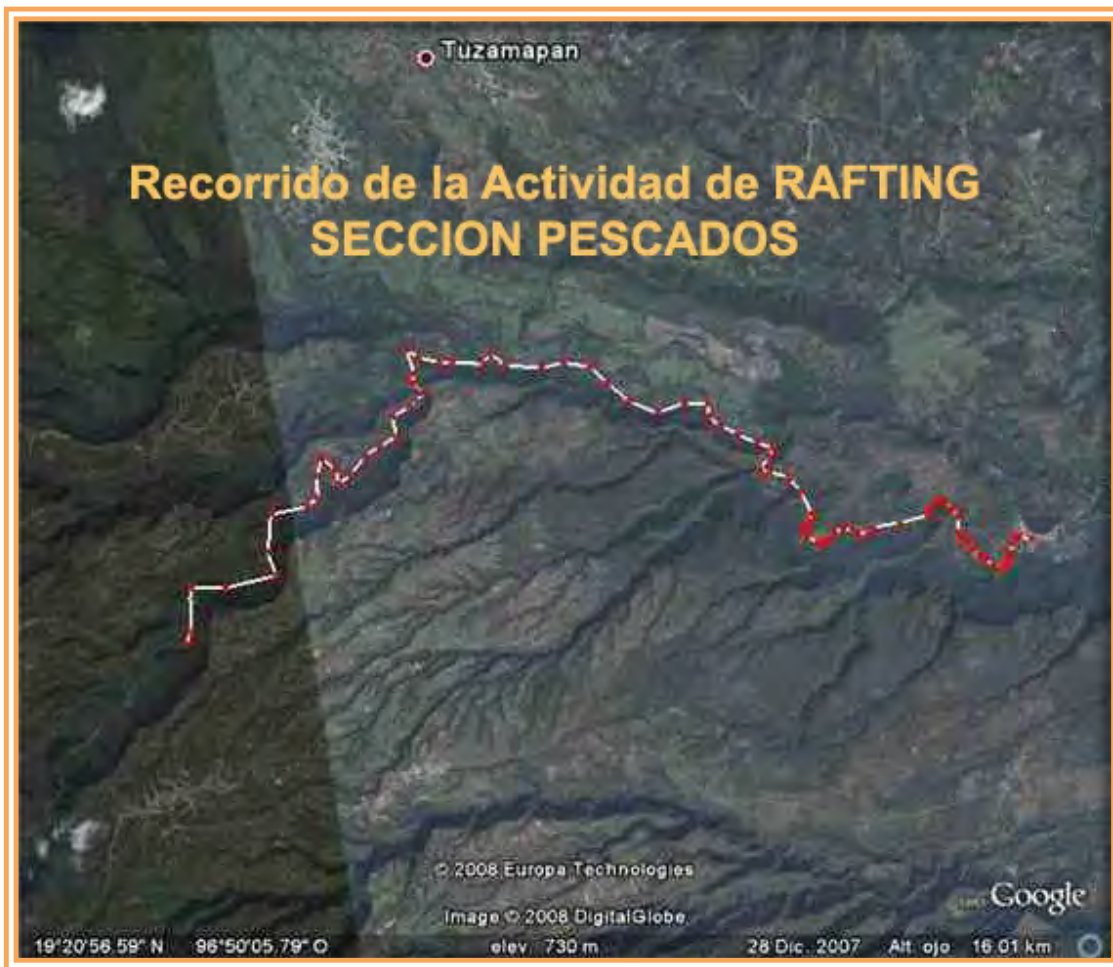 Tuzamapan
Recorrido de la Actividad de RAFTING
SECCION PESCADOS
© 2008 Europa Technologies
Image © 2008 DigitalGlobe
Google
19°20'56.59" N 96°50'05.79" O elev 730 m 28 Dic. 2007 Alt. ojo 16.01 km